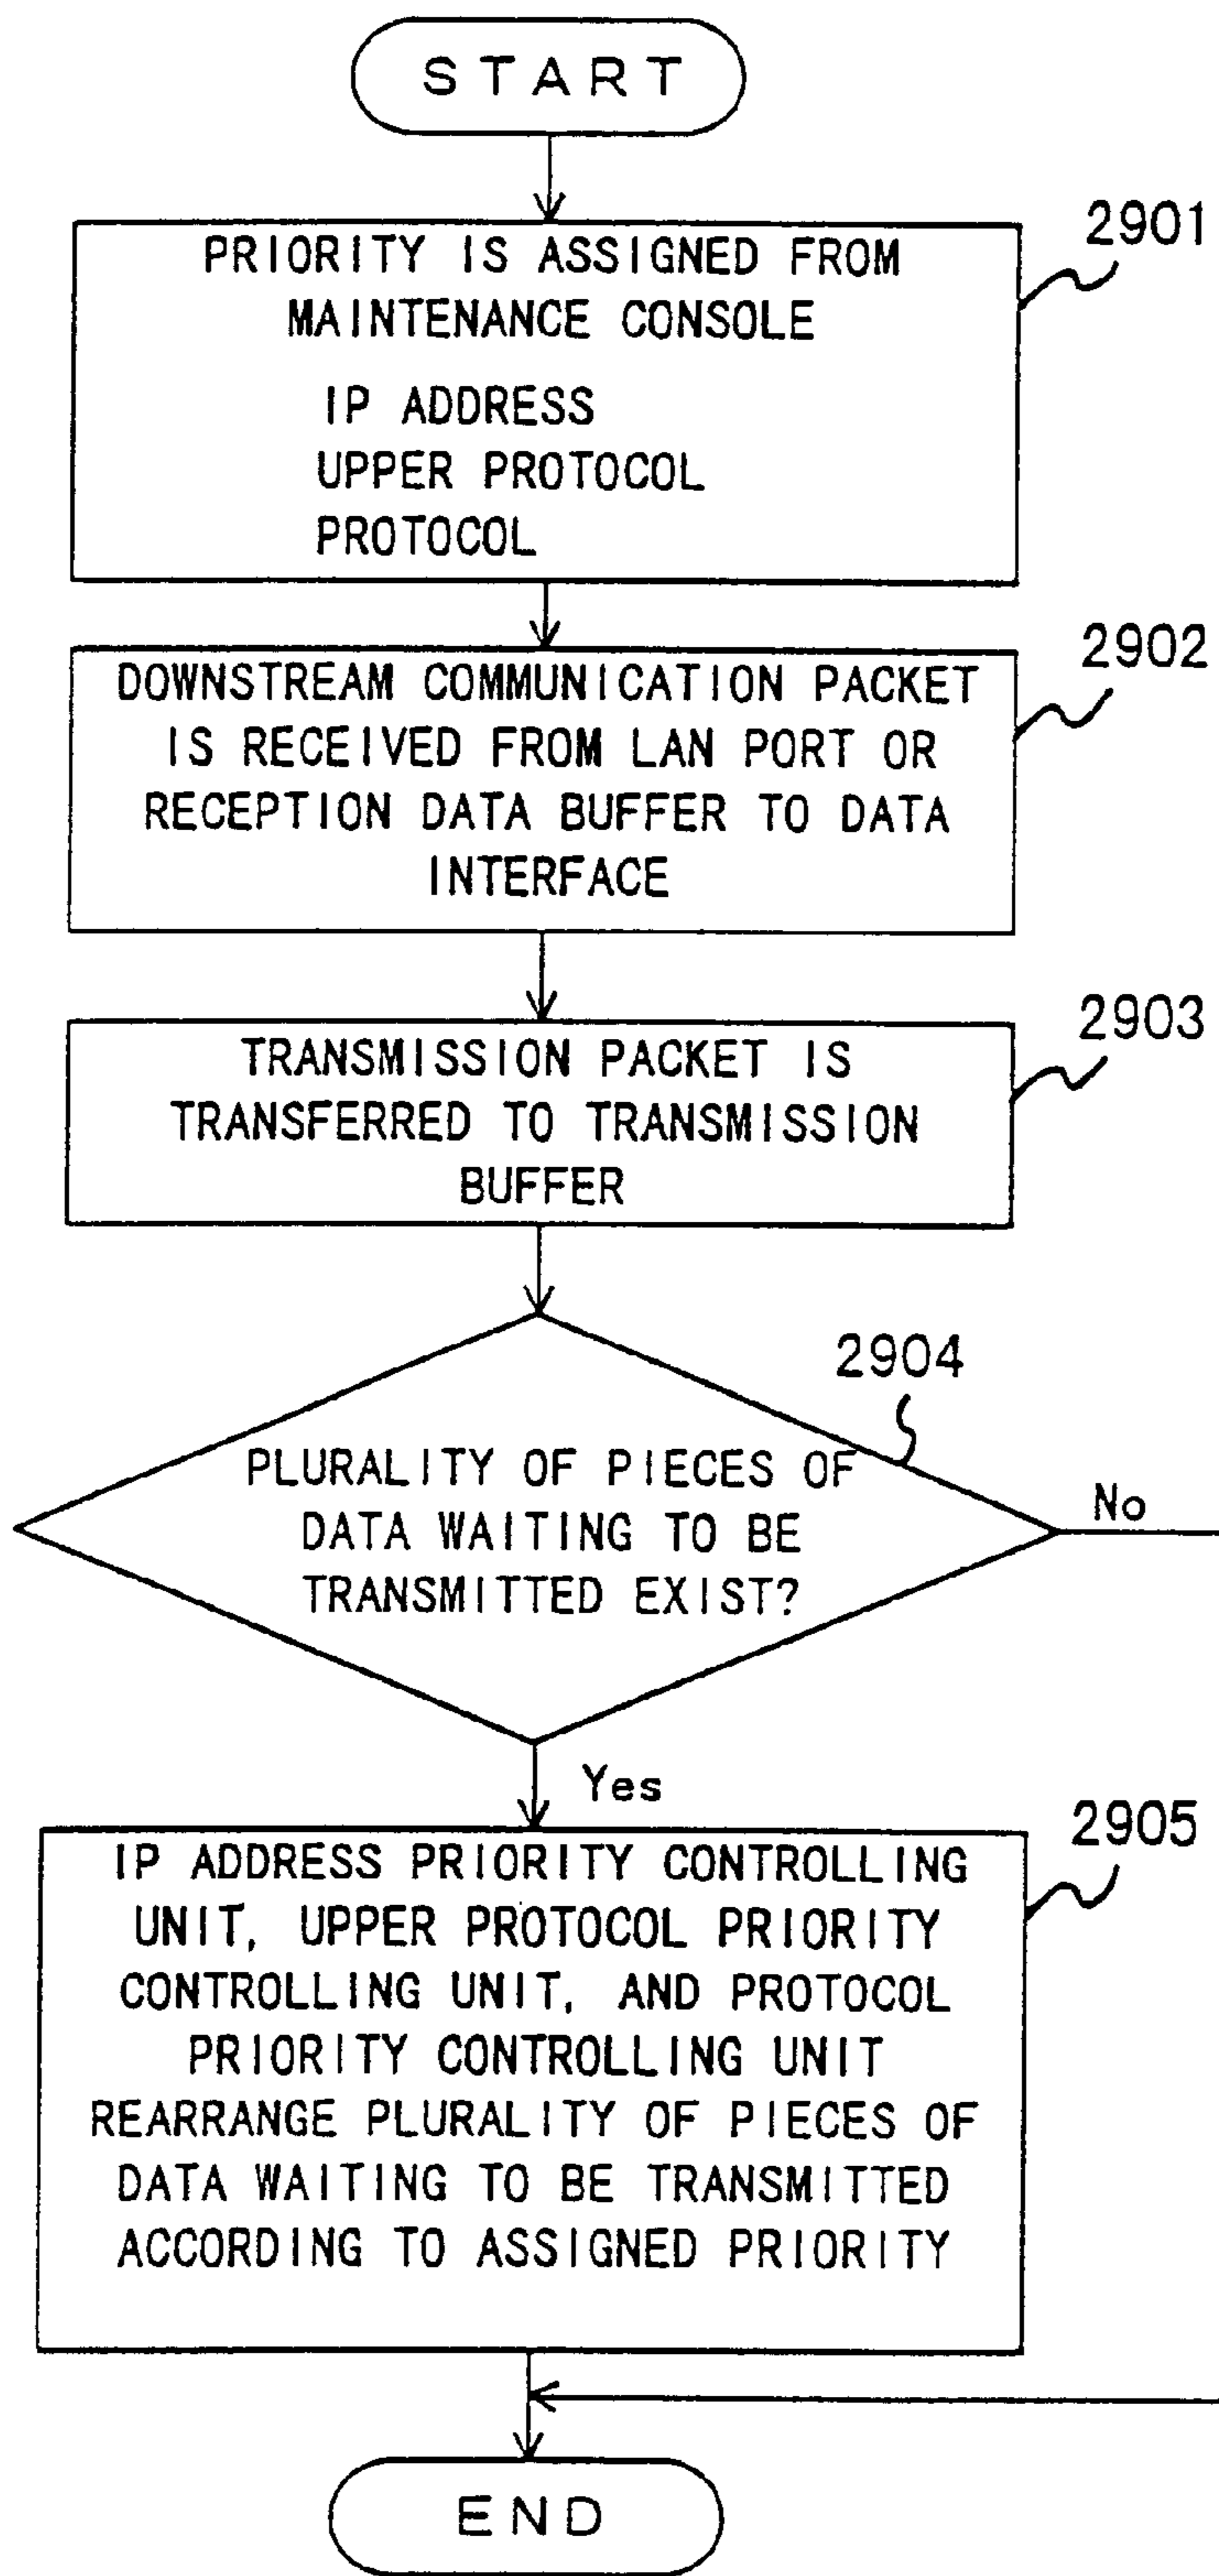 START
2901
PRIORITY IS ASSIGNED FROM
MAINTENANCE CONSOLE
IP ADDRESS
UPPER PROTOCOL
PROTOCOL
2902
DOWNSTREAM COMMUNICATION PACKET
IS RECEIVED FROM LAN PORT OR
RECEPTION DATA BUFFER TO DATA
INTERFACE
2903
TRANSMISSION PACKET IS
TRANSFERRED TO TRANSMISSION
BUFFER
2904
PLURALITY OF PIECES OF
DATA WAITING TO BE
TRANSMITTED EXIST?
No
Yes
2905
IP ADDRESS PRIORITY CONTROLLING
UNIT, UPPER PROTOCOL PRIORITY
CONTROLLING UNIT, AND PROTOCOL
PRIORITY CONTROLLING UNIT
REARRANGE PLURALITY OF PIECES OF
DATA WAITING TO BE TRANSMITTED
ACCORDING TO ASSIGNED PRIORITY
END